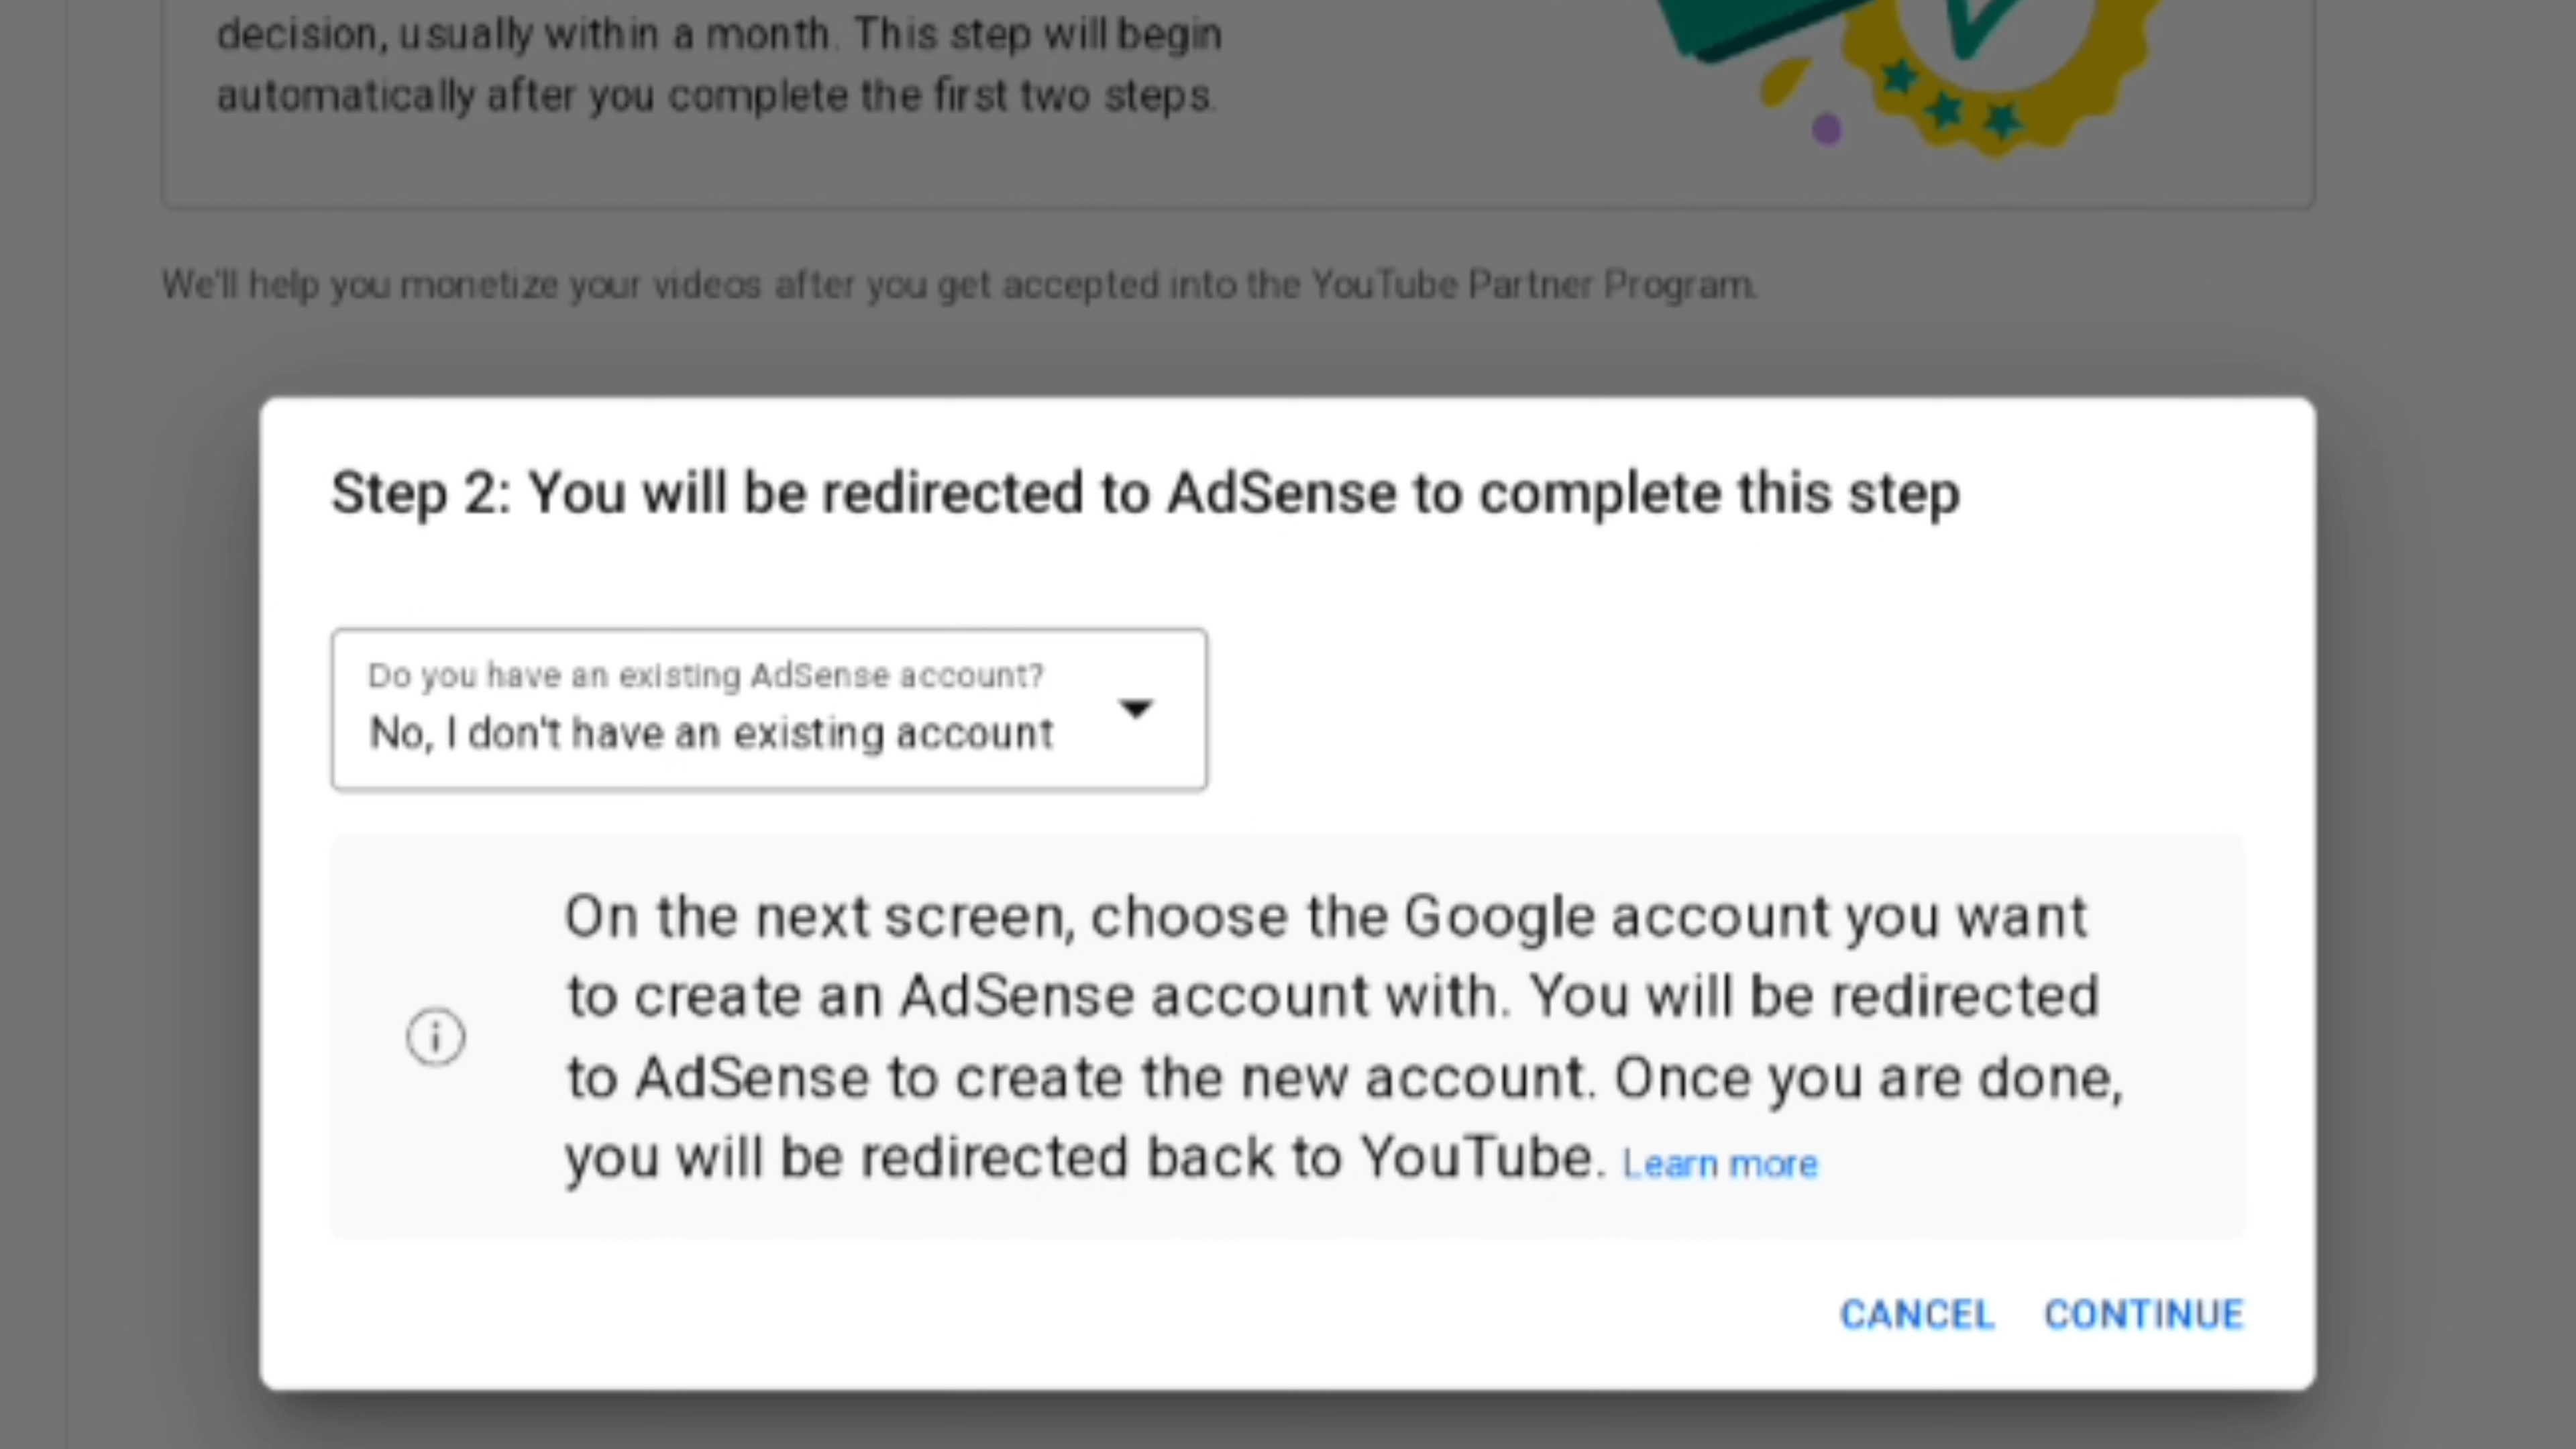 decision, usually within a month. This step will begin
automatically after you complete the first two steps.
We'll help you monetize your videos after you get accepted into the YouTube Partner Program.
Step 2: You will be redirected to AdSense to complete this step
Do you have an existing AdSense account?
No, I don't have an existing account
On the next screen, choose the Google account you want
to create an AdSense account with. You will be redirected
to AdSense to create the new account. Once you are done,
you will be redirected back to YouTube. Learn more
CANCEL CONTINUE